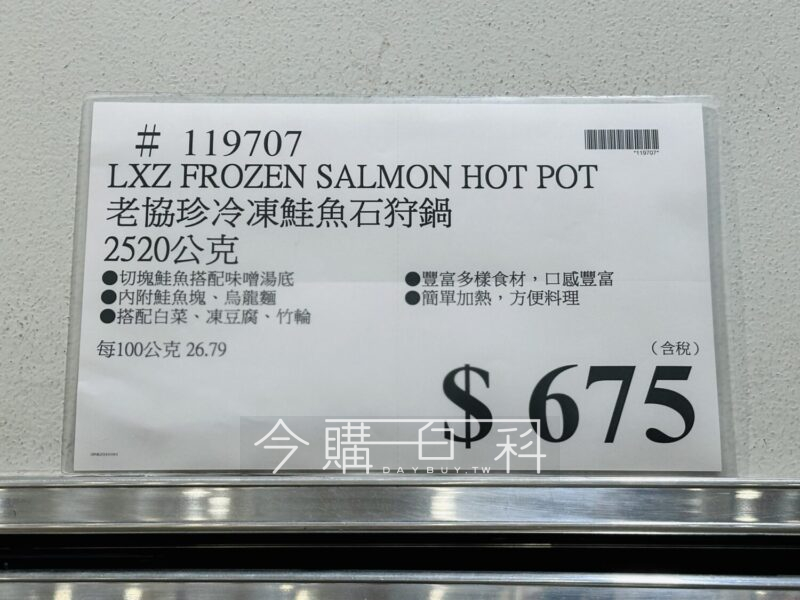 # 119707
*119707*
LXZ FROZEN SALMON HOT POT
老協珍冷凍鮭魚石狩鍋
2520公克
●切塊鮭魚搭配味噌湯底
●內附鮭魚塊、烏龍麵
●搭配白菜、凍豆腐、竹輪
●豐富多樣食材，口感豐富
●簡單加熱，方便料理
每100公克 26.79
（含稅）
$ 675
今購百科
DAYBUY.TW